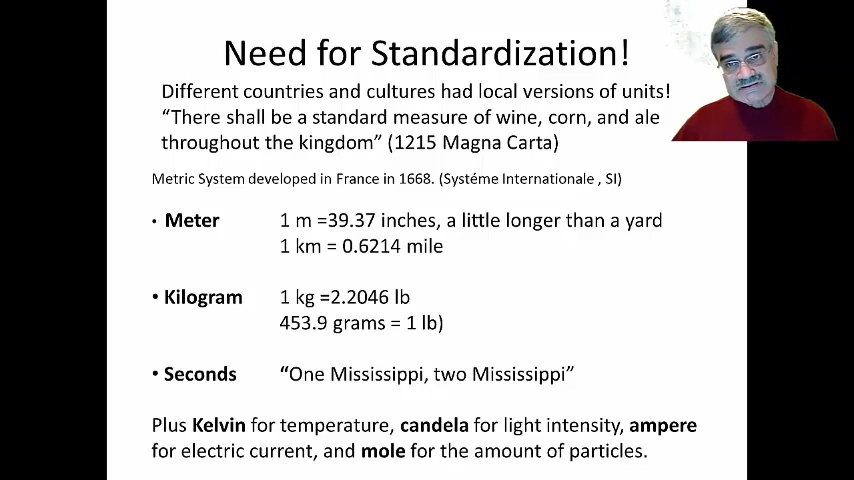 Need for Standardization!
Different countries and cultures had local versions of units!
“There shall be a standard measure of wine, corn, and ale
throughout the kingdom” (1215 Magna Carta)
Metric System developed in France in 1668. (Systéme Internationale , SI)
• Meter 1 m =39.37 inches, a little longer than a yard
1 km = 0.6214 mile
• Kilogram 1 kg =2.2046 lb
453.9 grams = 1 lb)
• Seconds “One Mississippi, two Mississippi”
Plus Kelvin for temperature, candela for light intensity, ampere
for electric current, and mole for the amount of particles.